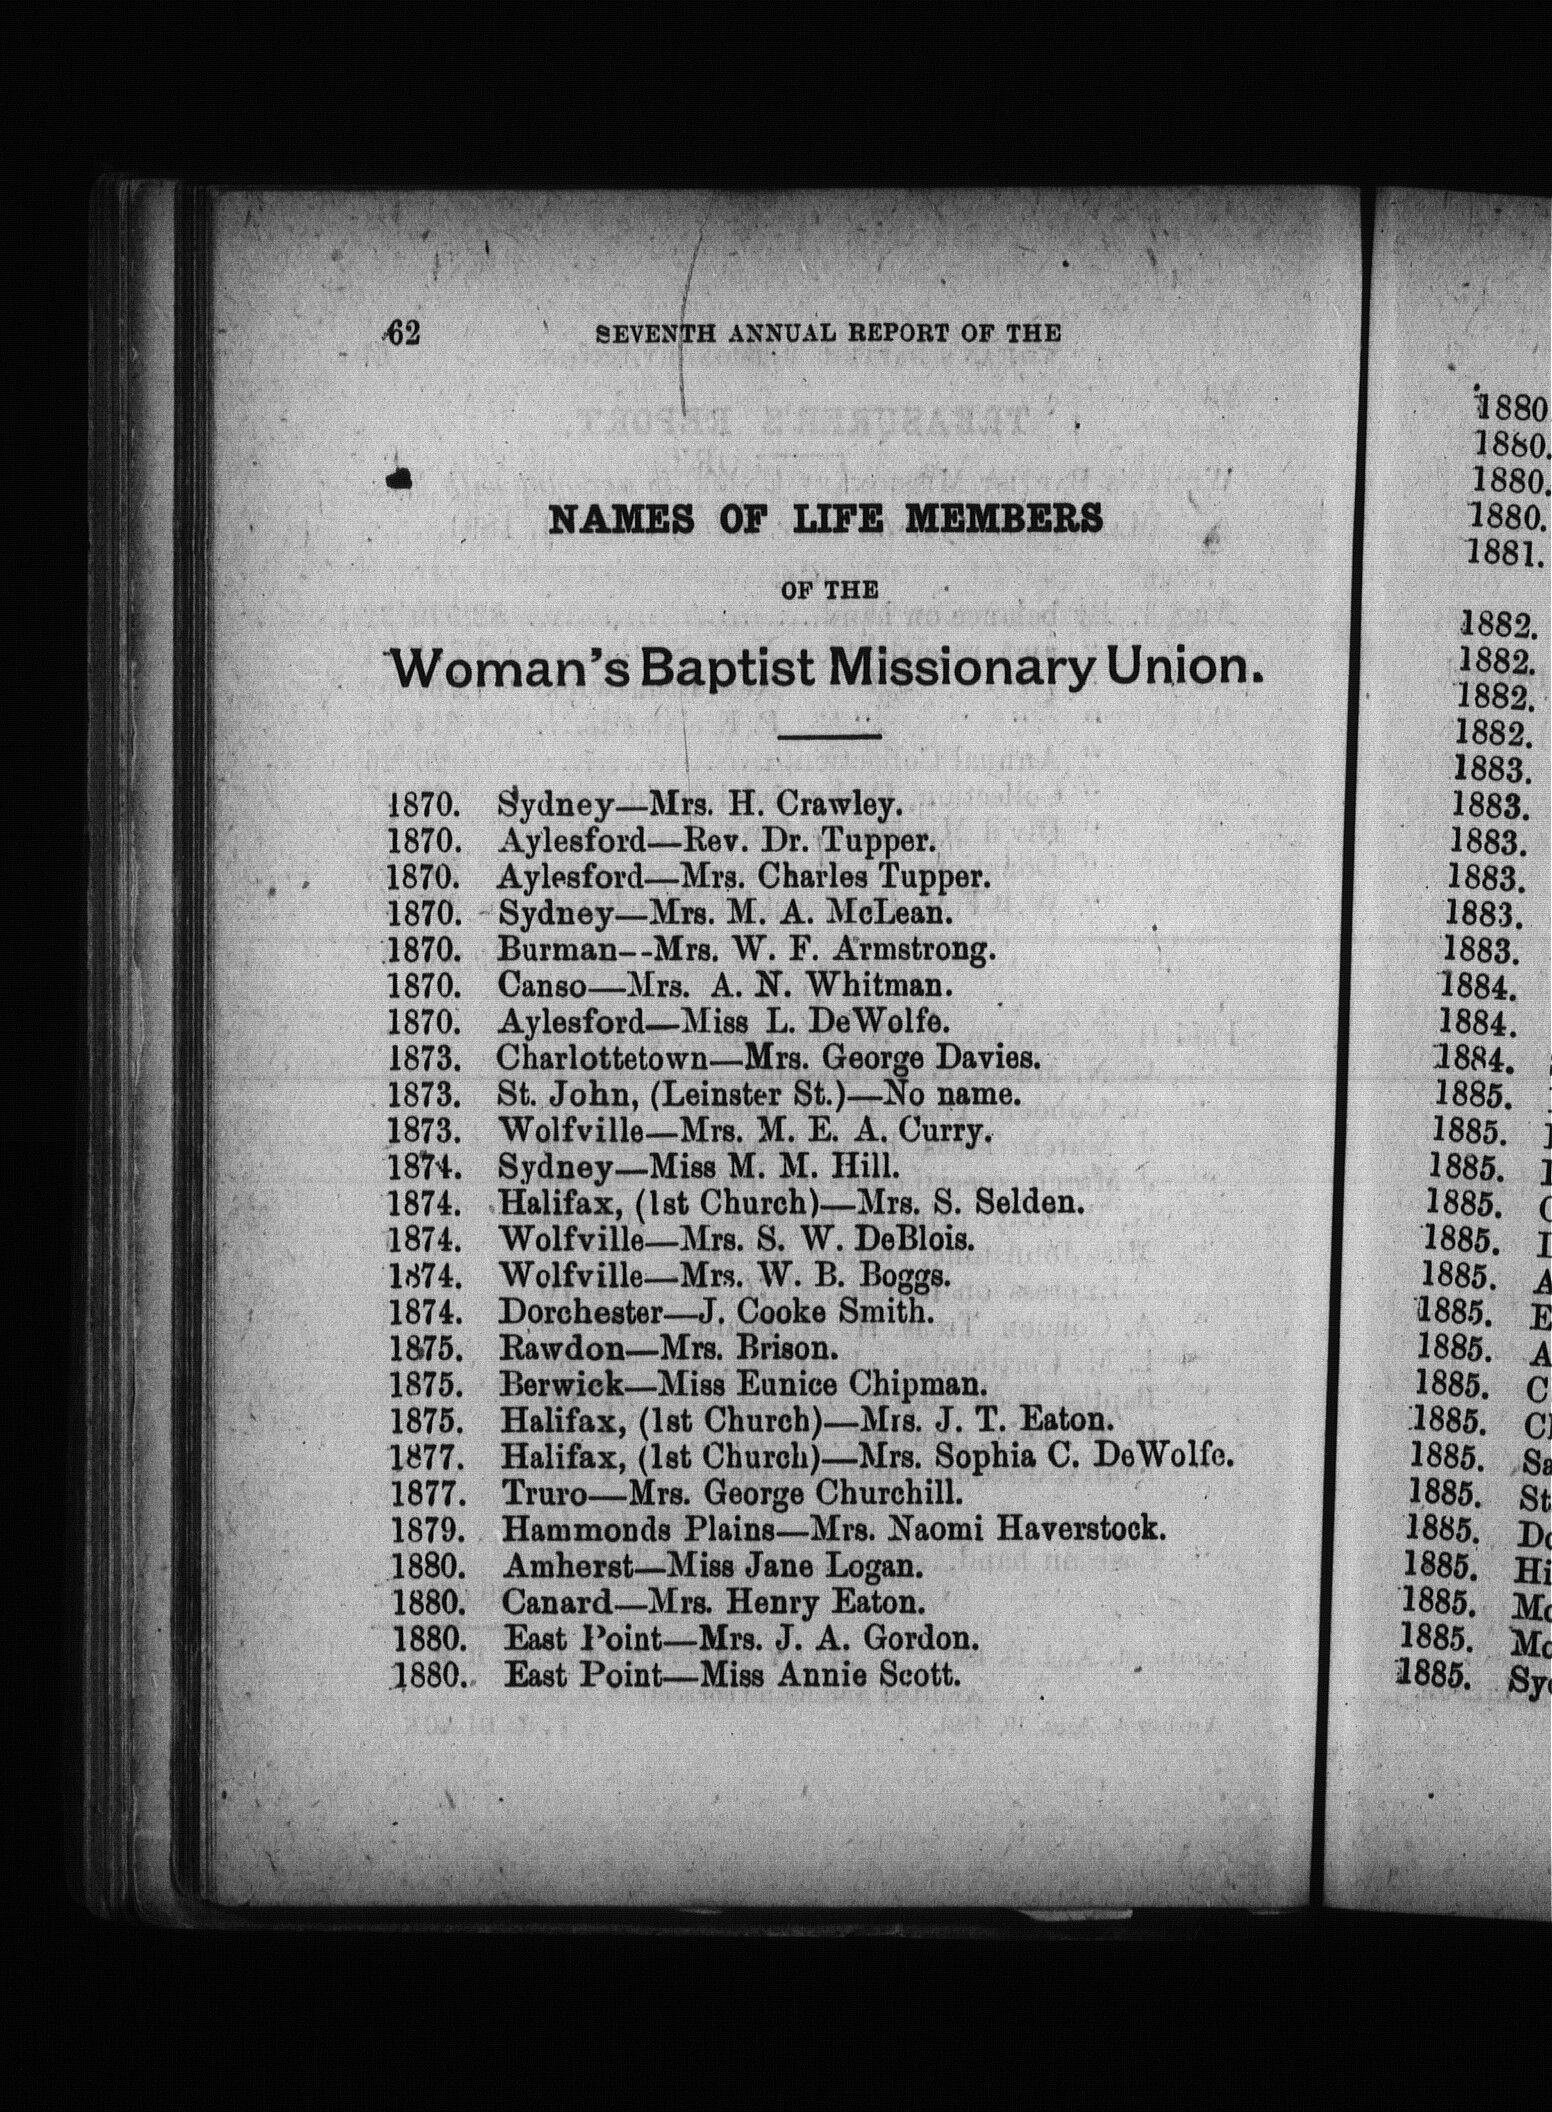 62 SEVENTH ANNUAL REPORT OF THE
NAMES OF LIFE MEMBERS
OF THE
Woman's Baptist Missionary Union.
1870. Sydney—Mrs. H. Crawley.
1870. Aylesford—Rev. Dr. Tupper.
1870. Aylesford—Mrs. Charles Tupper.
1870. Sydney—Mrs. M. A. McLean.
1870. Burman--Mrs. W. F. Armstrong.
1870. Canso—Mrs. A. N. Whitman.
1870. Aylesford—Miss L. DeWolfe.
1873. Charlottetown—Mrs. George Davies.
1873. St. John, (Leinster St.)—No name.
1873. Wolfville—Mrs. M. E. A. Curry.
1874. Sydney—Miss M. M. Hill.
1874. Halifax, (1st Church)—Mrs. S. Selden.
1874. Wolfville—Mrs. S. W. DeBlois.
1874. Wolfville—Mrs. W. B. Boggs.
1874. Dorchester—J. Cooke Smith.
1875. Rawdon—Mrs. Brison.
1875. Berwick—Miss Eunice Chipman.
1875. Halifax, (1st Church)—Mrs. J. T. Eaton.
1877. Halifax, (1st Church)—Mrs. Sophia C. DeWolfe.
1877. Truro—Mrs. George Churchill.
1879. Hammonds Plains—Mrs. Naomi Haverstock.
1880. Amherst—Miss Jane Logan.
1880. Canard—Mrs. Henry Eaton.
1880. East Point—Mrs. J. A. Gordon.
1880. East Point—Miss Annie Scott.
1880
1880.
1880.
1880.
1881.
1882.
1882.
1882.
1882.
1883.
1883.
1883.
1883.
1883.
1883.
1884.
1884.
1884.
1885.
1885.
1885.
1885.
1885.
1885. A
1885. E
1885. A
1885. C
1885.
1885. Sa
1885. St
1885. Do
1885. Hi
1885. Mo
1885. Mo
1885. Sy